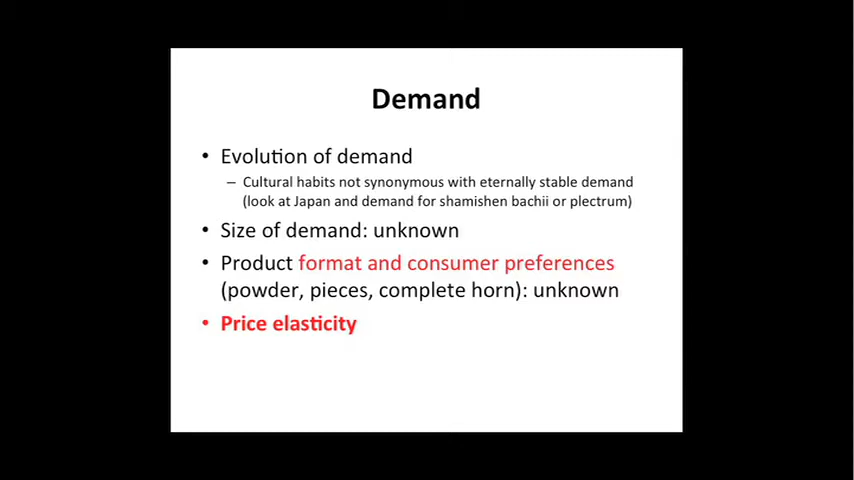 Demand
• Evolution of demand
– Cultural habits not synonymous with eternally stable demand
(look at Japan and demand for shamishen bachii or plectrum)
• Size of demand: unknown
• Product format and consumer preferences
(powder, pieces, complete horn): unknown
• Price elasticity